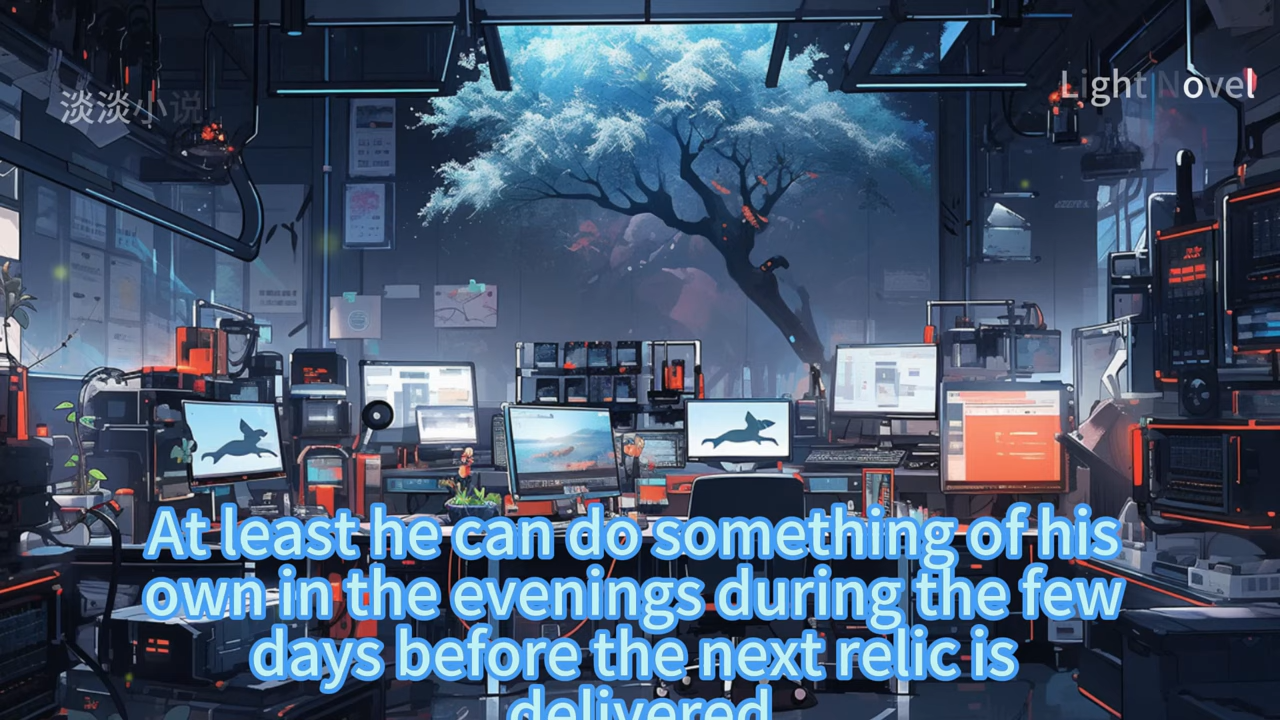 淡淡小说
Light Novel
At least he can do something of his
own in the evenings during the few
days before the next relic is
delivered